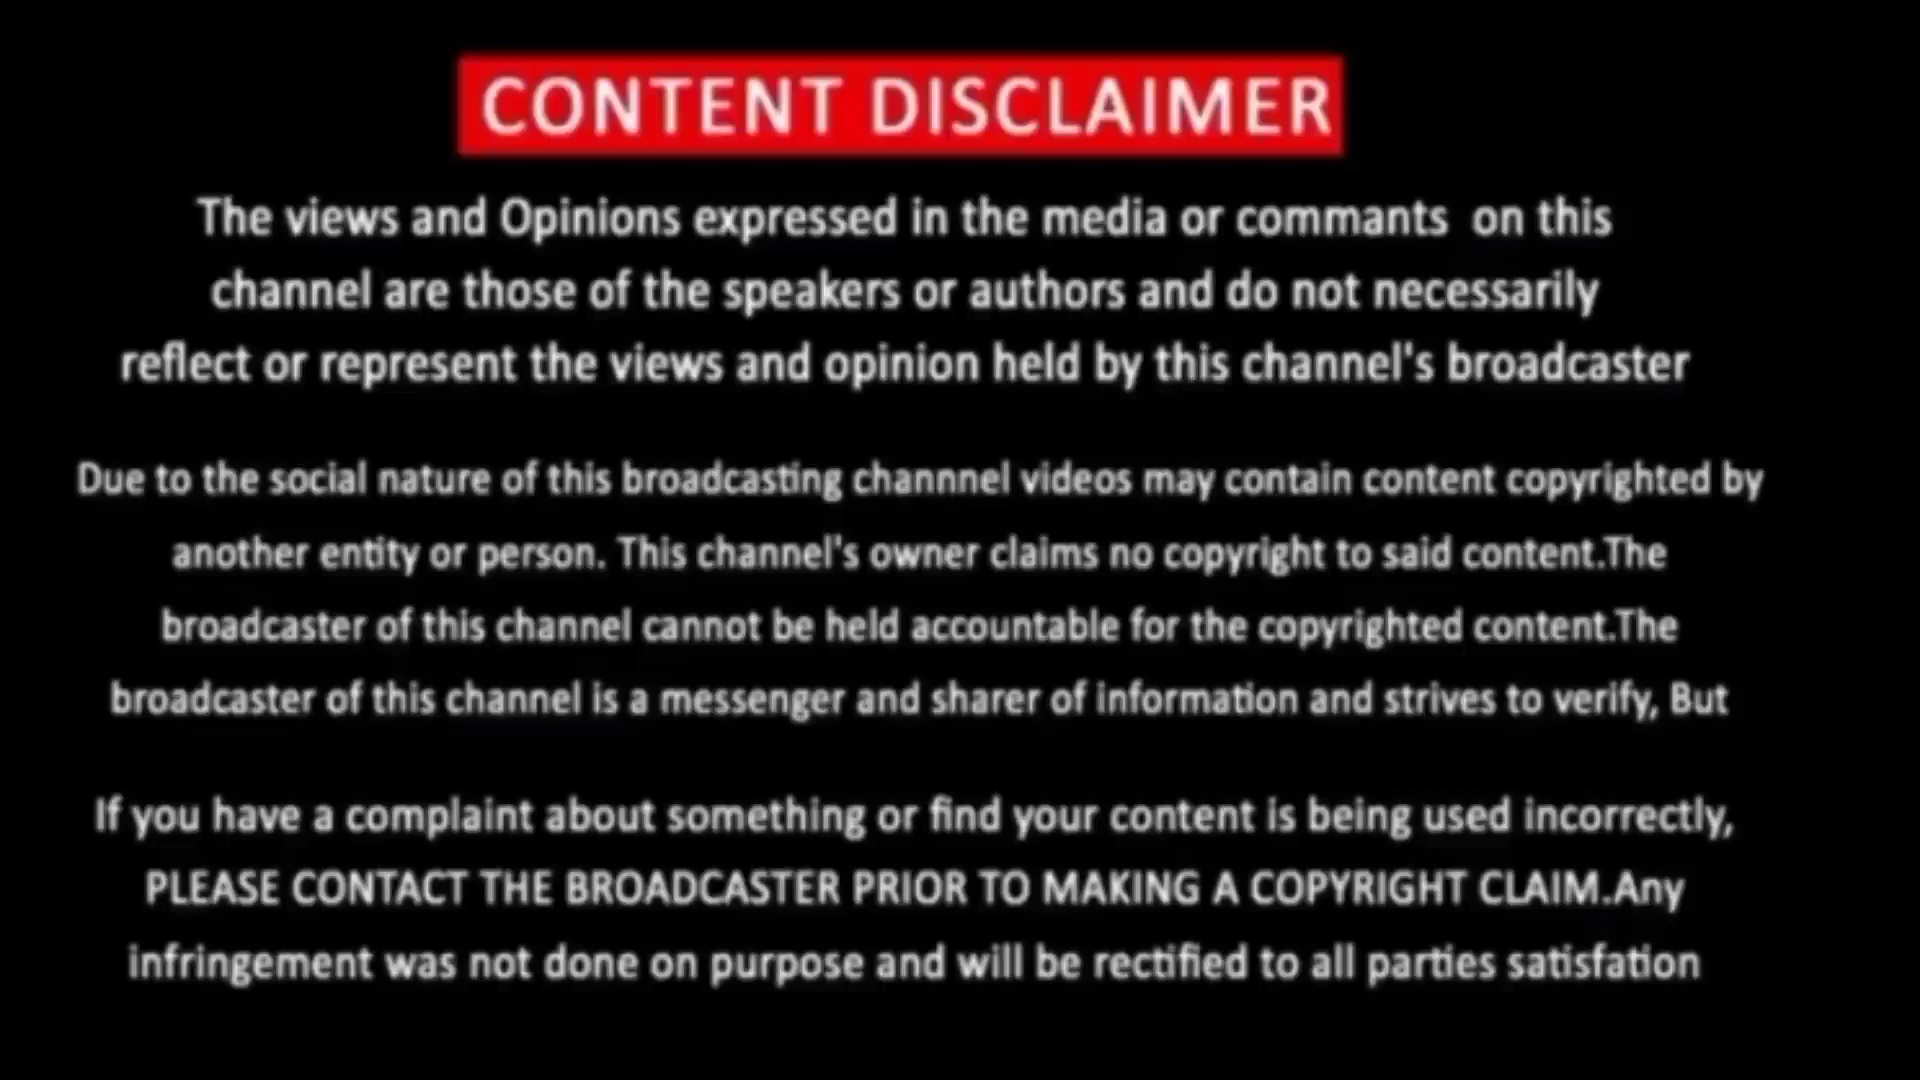 CONTENT DISCLAIMER
The views and Opinions expressed in the media or commants on this
channel are those of the speakers or authors and do not necessarily
reflect or represent the views and opinion held by this channel's broadcaster
Due to the social nature of this broadcasting channnel videos may contain content copyrighted by
another entity or person. This channel's owner claims no copyright to said content.The
broadcaster of this channel cannot be held accountable for the copyrighted content.The
broadcaster of this channel is a messenger and sharer of information and strives to verify, But
If you have a complaint about something or find your content is being used incorrectly,
PLEASE CONTACT THE BROADCASTER PRIOR TO MAKING A COPYRIGHT CLAIM.Any
infringement was not done on purpose and will be rectified to all parties satisfation